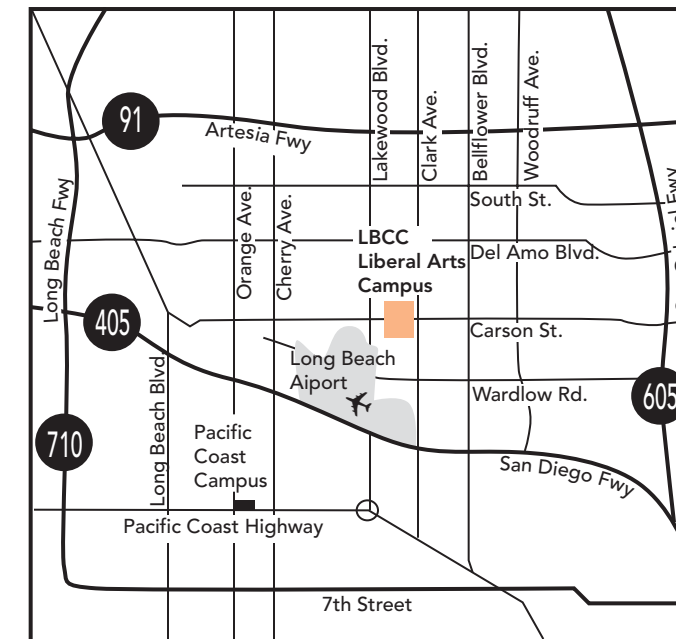 91
Artesia Fwy
Lakewood Blvd.
Clark Ave.
Bellflower Blvd.
Woodruff Ave.
South St.
Long Beach Fwy
Orange Ave.
Cherry Ave.
LBCC
Liberal Arts
Campus
Del Amo Blvd.
405
Carson St.
Long Beach
Aiport
Wardlow Rd.
605
710
Long Beach Blvd.
Pacific
Coast
Campus
San Diego Fwy
Pacific Coast Highway
7th Street